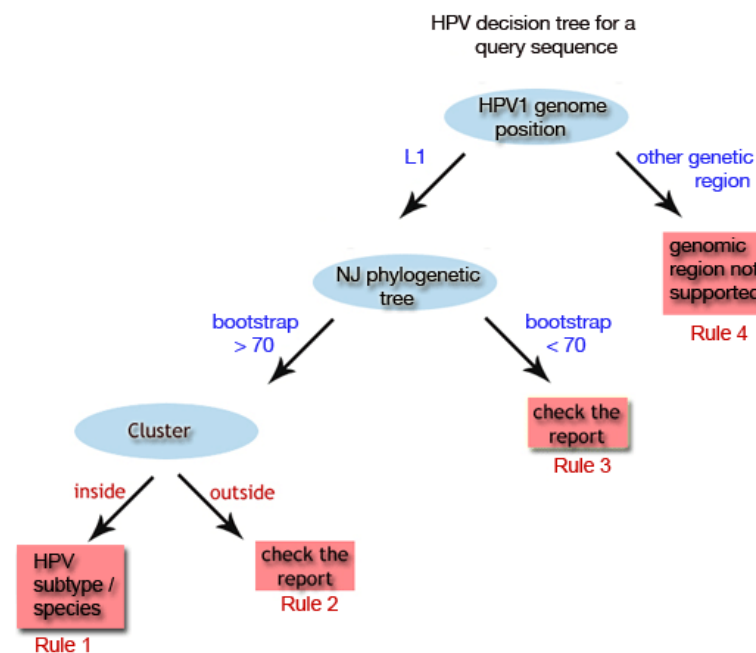 HPV decision tree for a
query sequence
HPV1 genome
position
L1
other genetic
region
genomic
region not
supported
Rule 4
NJ phylogenetic
tree
bootstrap
> 70
bootstrap
< 70
check the
report
Rule 3
Cluster
inside
outside
HPV
subtype /
species
Rule 1
check the
report
Rule 2